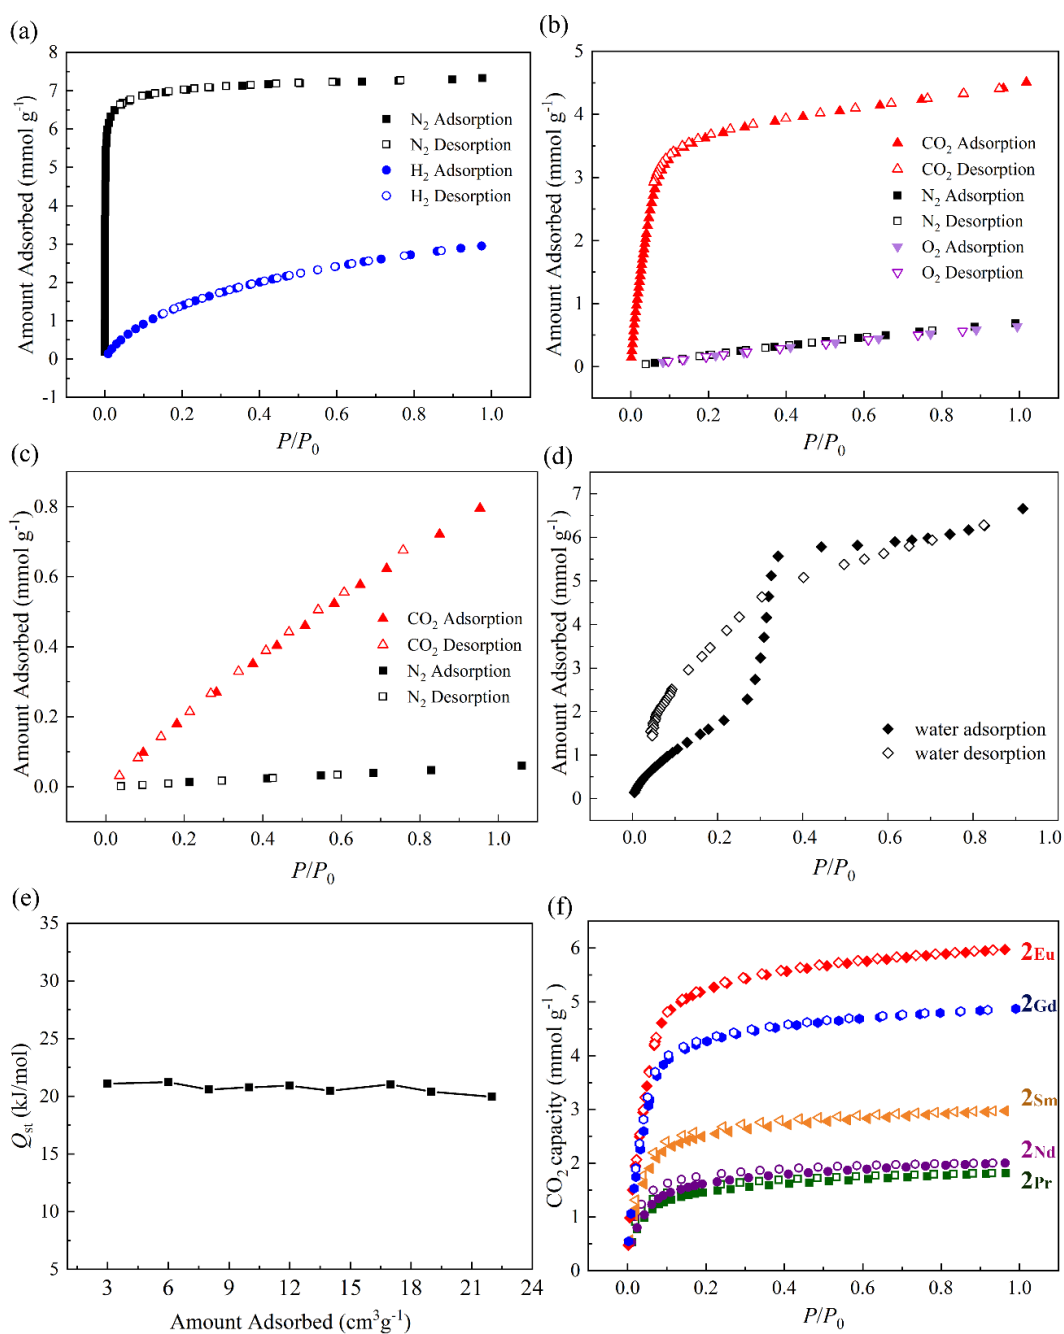 (a)
Amount Adsorbed (mmol g⁻¹)
8
7
6
5
4
3
2
1
0
-1
N₂ Adsorption
N₂ Desorption
H₂ Adsorption
H₂ Desorption
0.0 0.2 0.4 0.6 0.8 1.0
P/P₀
(b)
Amount Adsorbed (mmol g⁻¹)
5
4
3
2
1
0
CO₂ Adsorption
CO₂ Desorption
N₂ Adsorption
N₂ Desorption
O₂ Adsorption
O₂ Desorption
0.0 0.2 0.4 0.6 0.8 1.0
P/P₀
(c)
Amount Adsorbed (mmol g⁻¹)
0.8
0.6
0.4
0.2
0.0
CO₂ Adsorption
CO₂ Desorption
N₂ Adsorption
N₂ Desorption
0.0 0.2 0.4 0.6 0.8 1.0
P/P₀
(d)
Amount Adsorbed (mmol g⁻¹)
7
6
5
4
3
2
1
0
water adsorption
water desorption
0.0 0.2 0.4 0.6 0.8 1.0
P/P₀
(e)
Qst (kJ/mol)
35
30
25
20
15
10
5
3 6 9 12 15 18 21 24
Amount Adsorbed (cm³g⁻¹)
(f)
CO₂ capacity (mmol g⁻¹)
6
5
4
3
2
1
0
2Eu
2Gd
2Sm
2Nd
2Pr
0.0 0.2 0.4 0.6 0.8 1.0
P/P₀